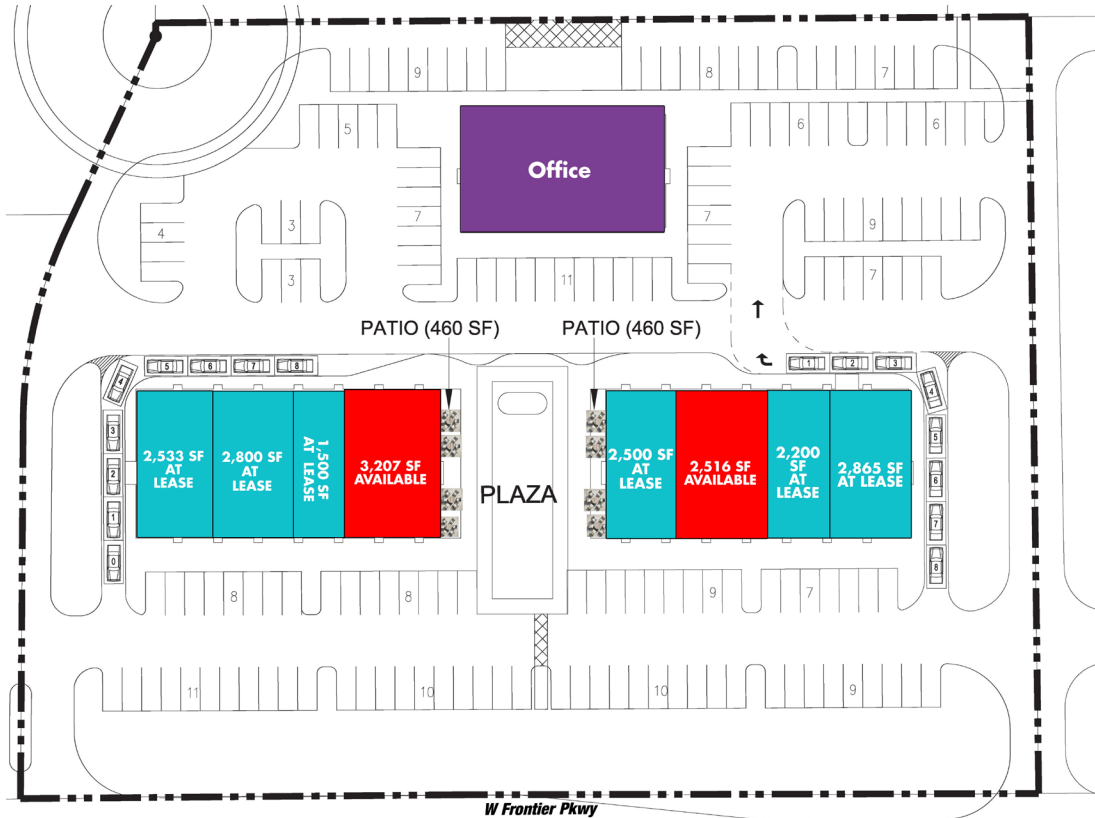 9
8
7
5
6
6
Office
4
3
7
7
9
3
11
7
PATIO (460 SF)
PATIO (460 SF)
5
6
7
8
1
2
3
4
4
3
2
1
0
2,533 SF
AT
LEASE
2,800 SF
AT
LEASE
1,500 SF
AT LEASE
3,207 SF
AVAILABLE
PLAZA
2,500 SF
AT
LEASE
2,516 SF
AVAILABLE
2,200
SF
AT
LEASE
2,865 SF
AT LEASE
5
6
7
8
8
8
9
7
11
10
10
9
W Frontier Pkwy